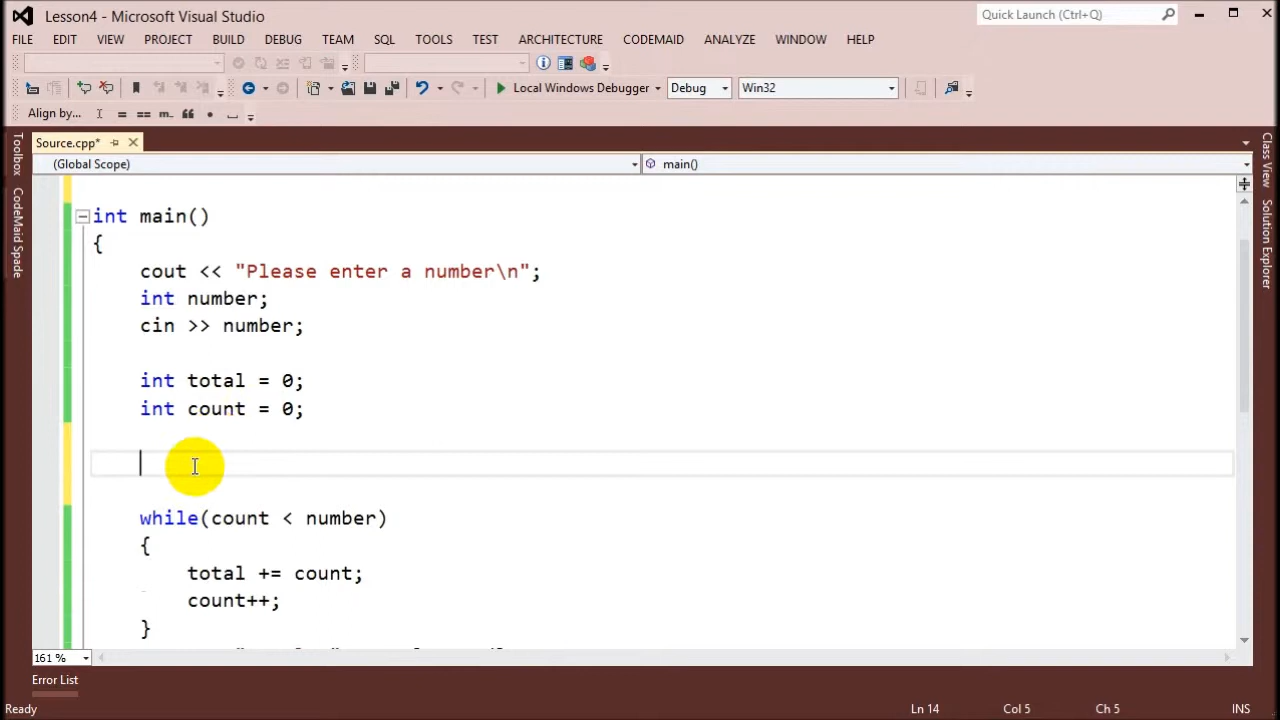 Lesson4 - Microsoft Visual Studio
Quick Launch (Ctrl+Q)
FILE EDIT VIEW PROJECT BUILD DEBUG TEAM SQL TOOLS TEST ARCHITECTURE CODEMAID ANALYZE WINDOW HELP
Local Windows Debugger Debug Win32
Align by... = == m_ "
Source.cpp*
(Global Scope) main()
Toolbox
CodeMaid Spade
Class View
Solution Explorer
int main()
{
cout << "Please enter a number\n";
int number;
cin >> number;
int total = 0;
int count = 0;
while(count < number)
{
total += count;
count++;
}
161 %
Error List
Ready Ln 14 Col 5 Ch 5 INS